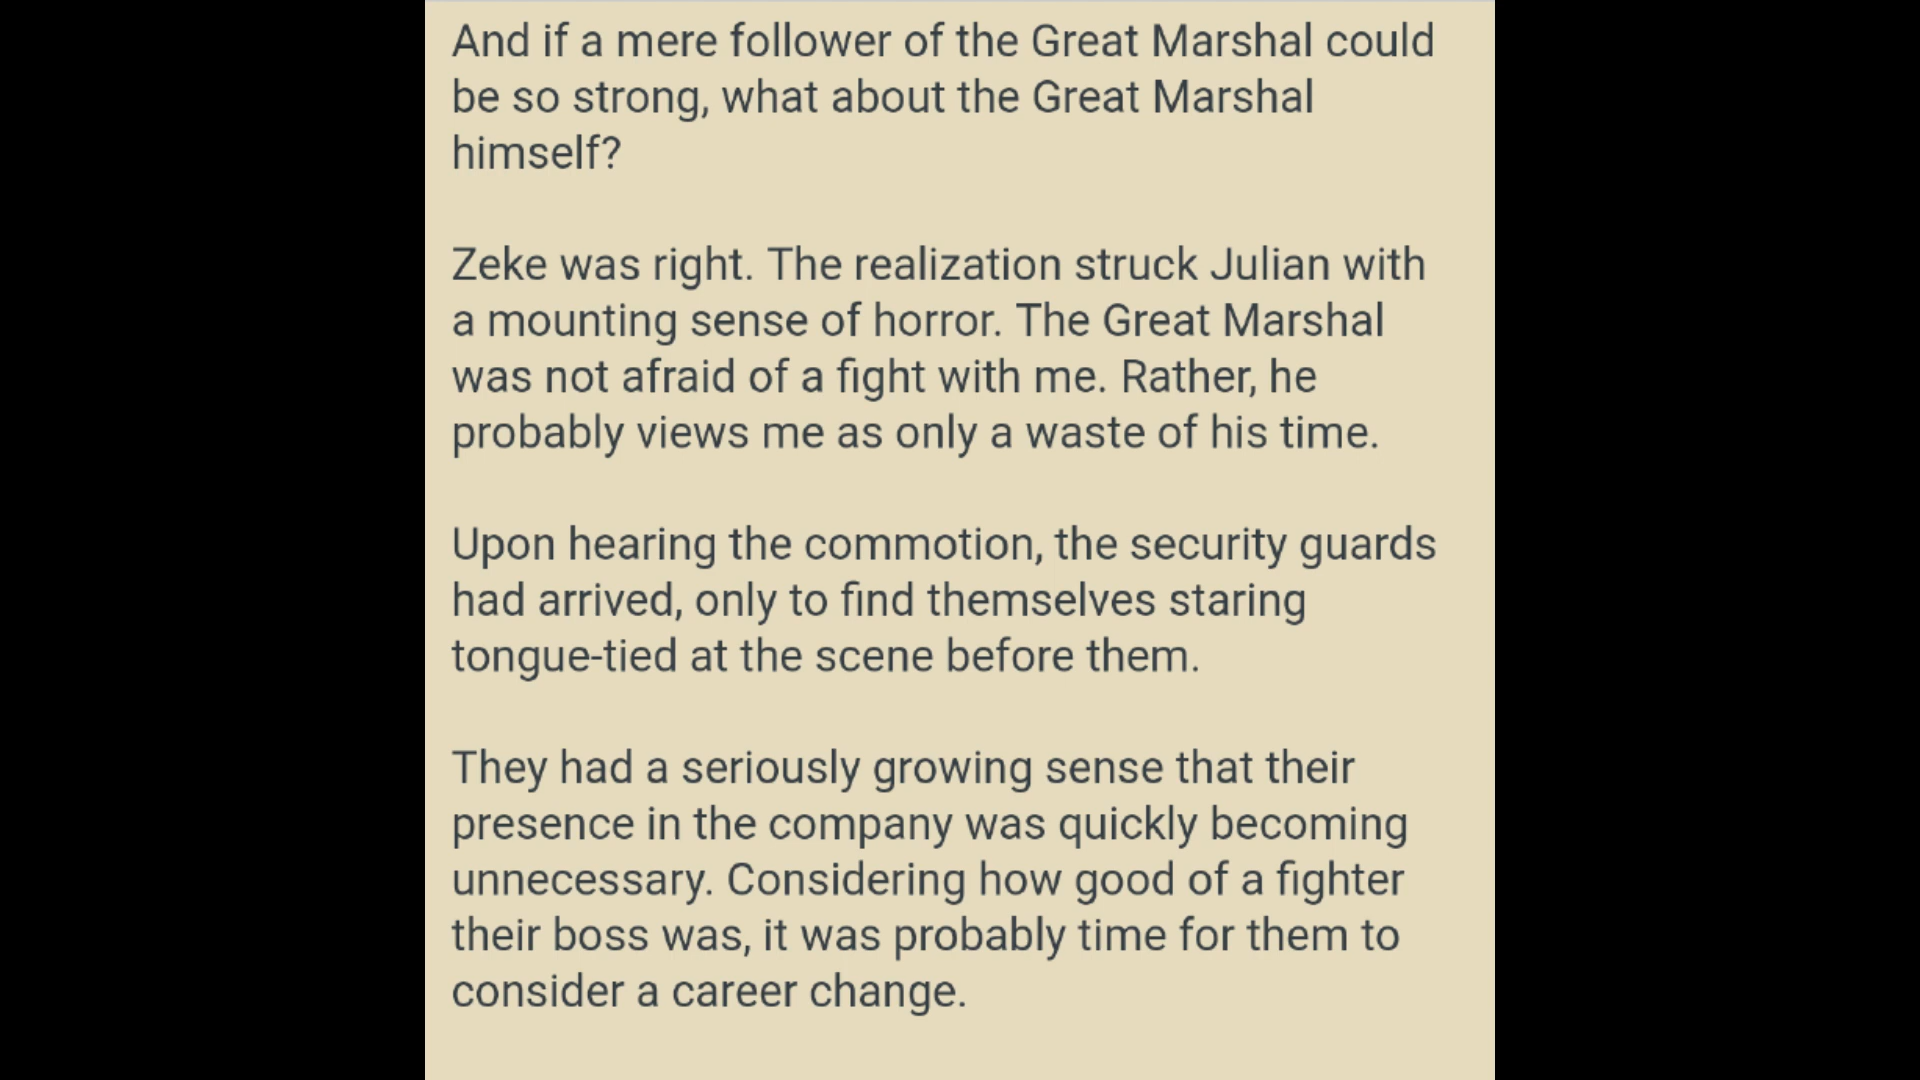 And if a mere follower of the Great Marshal could
be so strong, what about the Great Marshal
himself?
Zeke was right. The realization struck Julian with
a mounting sense of horror. The Great Marshal
was not afraid of a fight with me. Rather, he
probably views me as only a waste of his time.
Upon hearing the commotion, the security guards
had arrived, only to find themselves staring
tongue-tied at the scene before them.
They had a seriously growing sense that their
presence in the company was quickly becoming
unnecessary. Considering how good of a fighter
their boss was, it was probably time for them to
consider a career change.